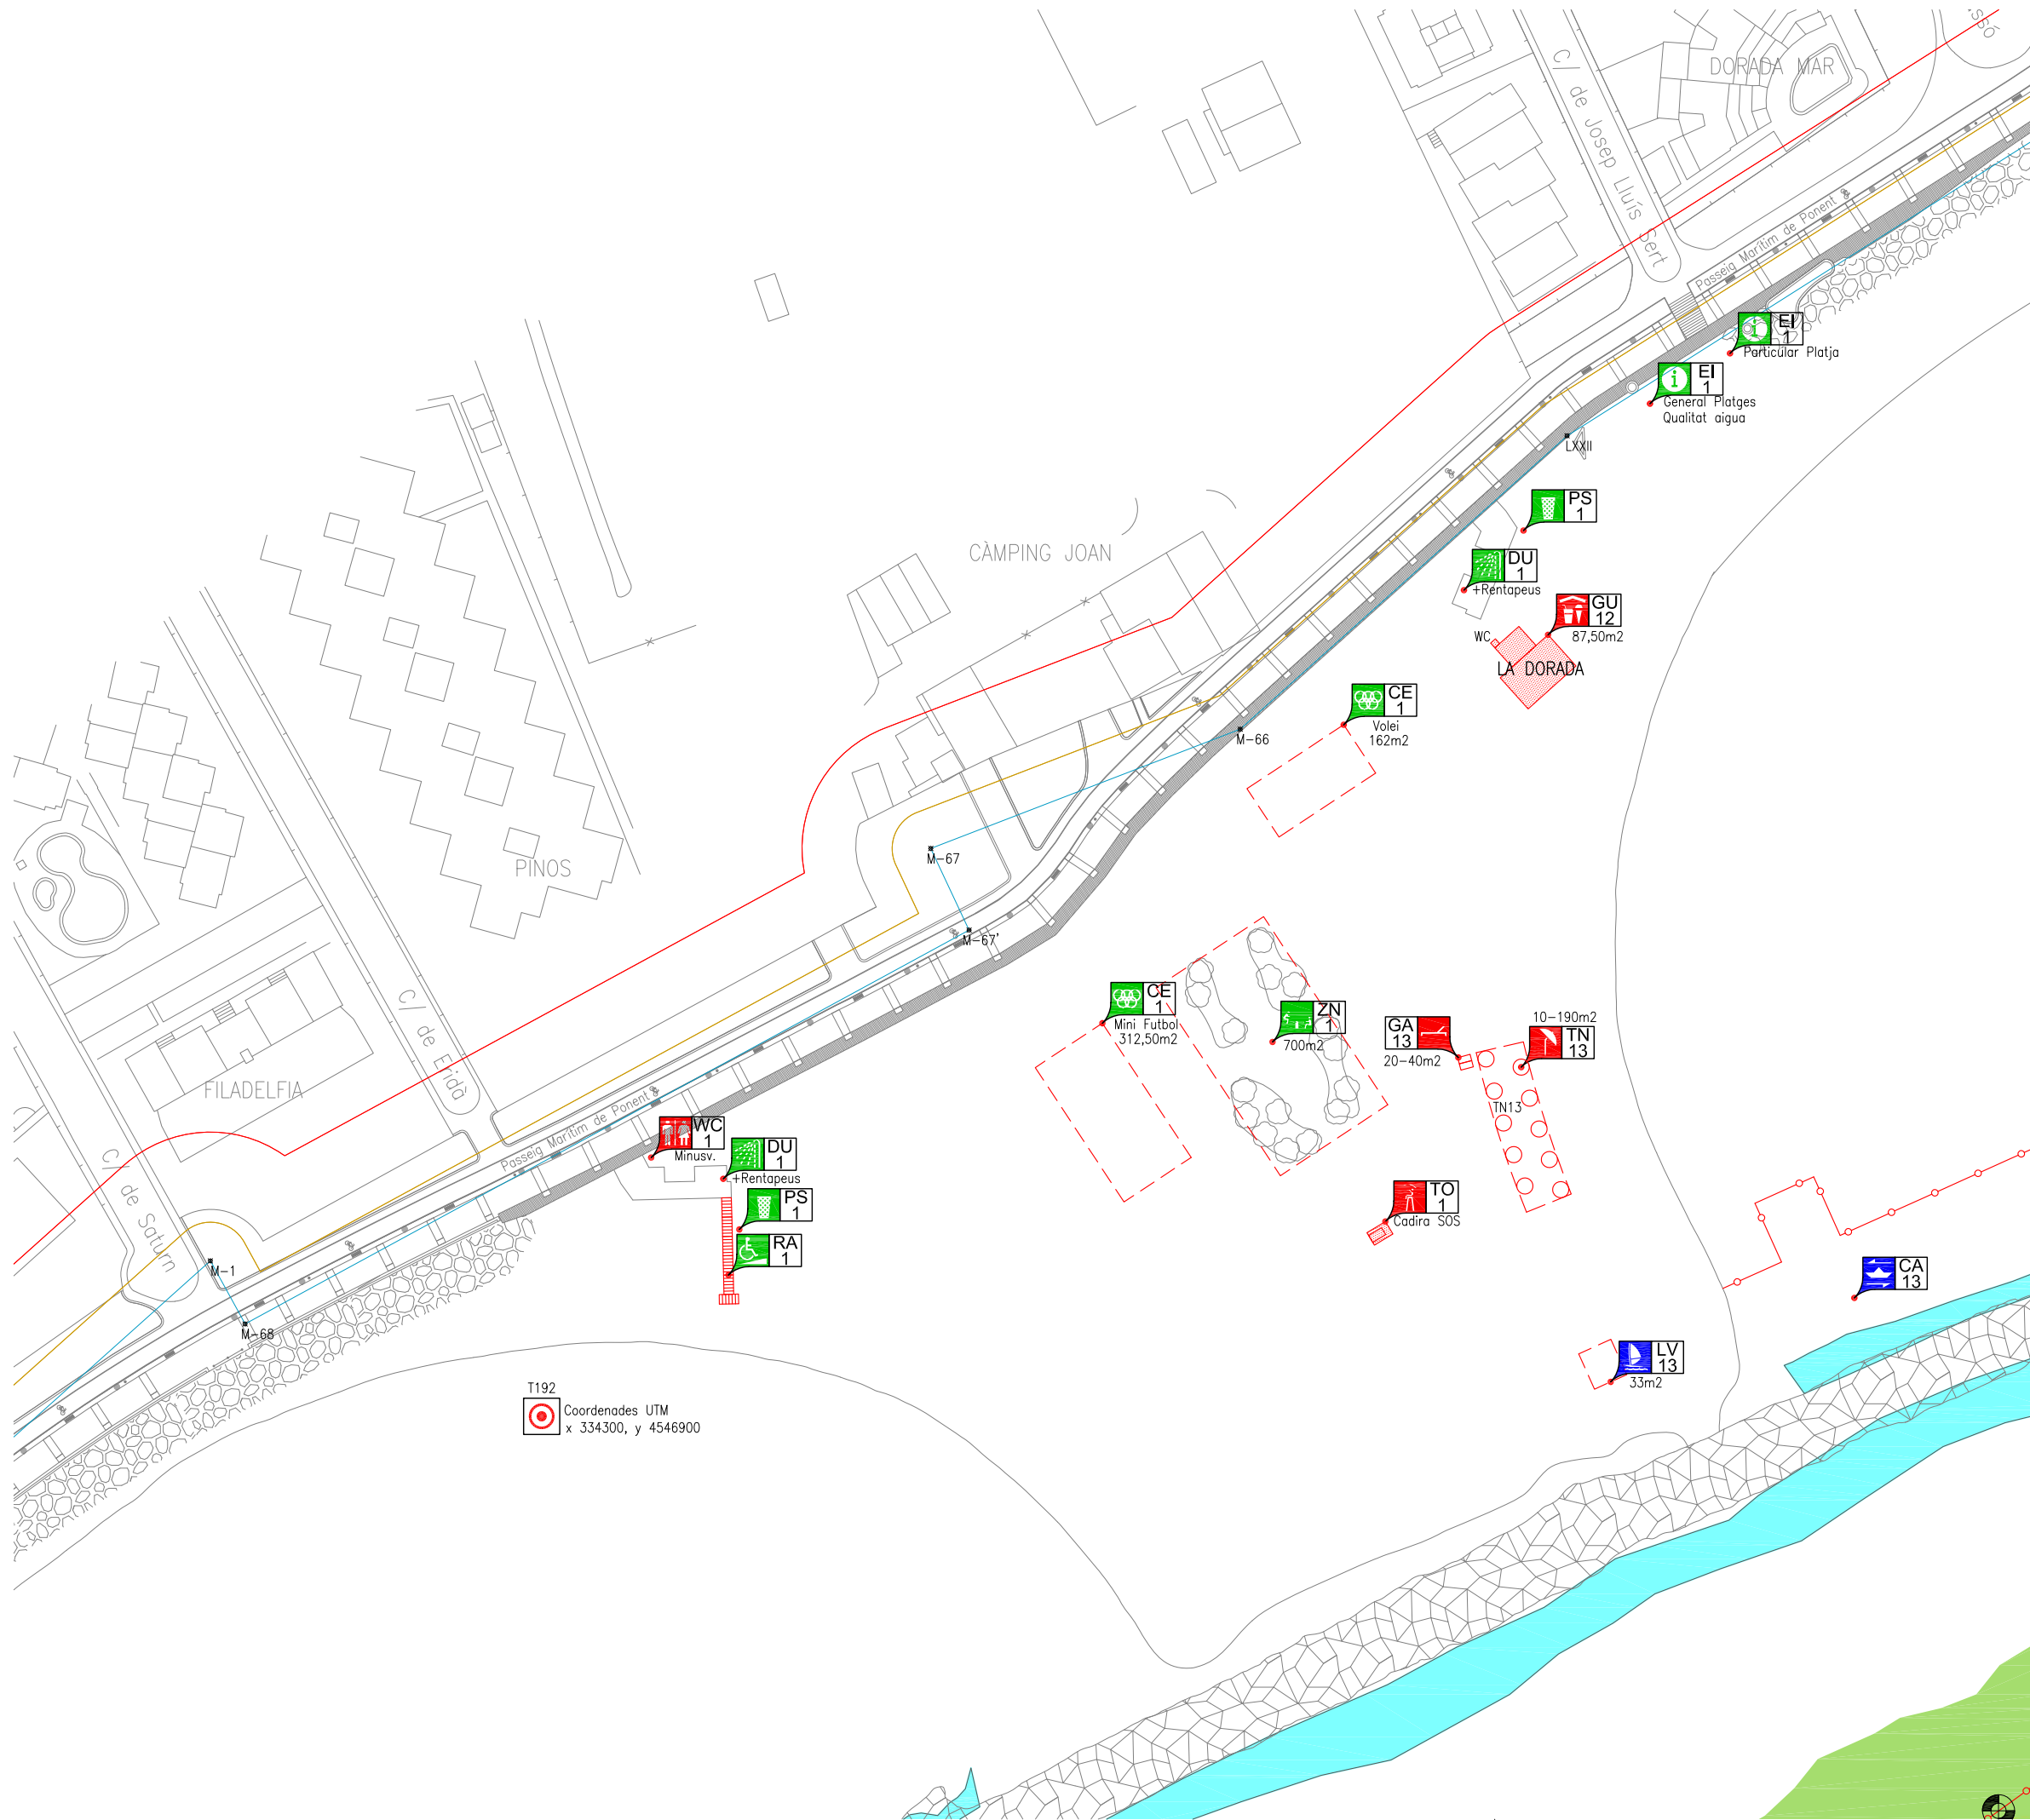 DORADA MAR
C/ de Josep Lluís Sert
Passeig Marítim de Ponent
EI
1
Particular Platja
EI
1
General Platges
Qualitat aigua
LXXII
PS
1
CÀMPING JOAN
DU
1
+Rentapeus
GU
12
87,50m2
WC
LA DORADA
CE
1
Volei
162m2
M-66
M-67
PINOS
M-67'
CE
1
Mini Futbol
312,50m2
ZN
1
700m2
GA
13
20-40m2
10-190m2
TN
13
TN13
C/ de Eridà
FILADELFIA
Passeig Marítim de Ponent
WC
1
Minusv.
DU
1
+Rentapeus
PS
1
RA
1
TO
1
Cadira SOS
C/ de Saturn
M-1
M-68
CA
13
LV
13
33m2
T192
Coordenades UTM
x 334300, y 4546900